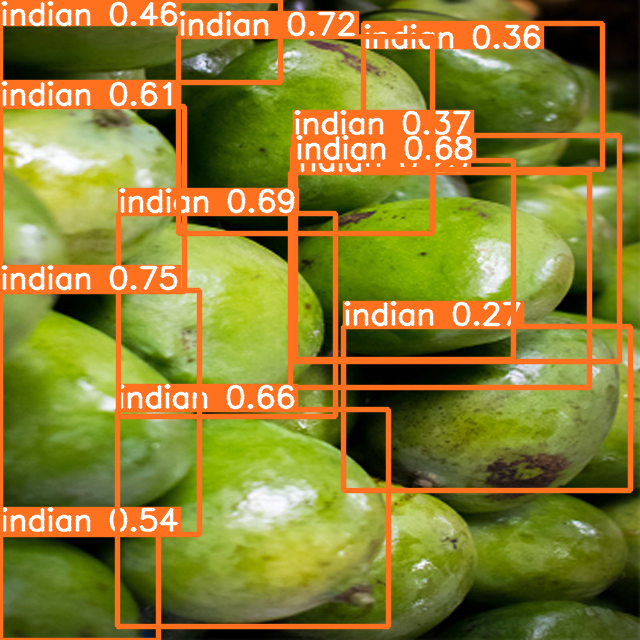 indian 0.46
indian 0.72
indian 0.36
indian 0.61
indian 0.37
indian 0.68
indian
indian 0.69
indian 0.75
indian 0.27
indian 0.66
indian 0.54